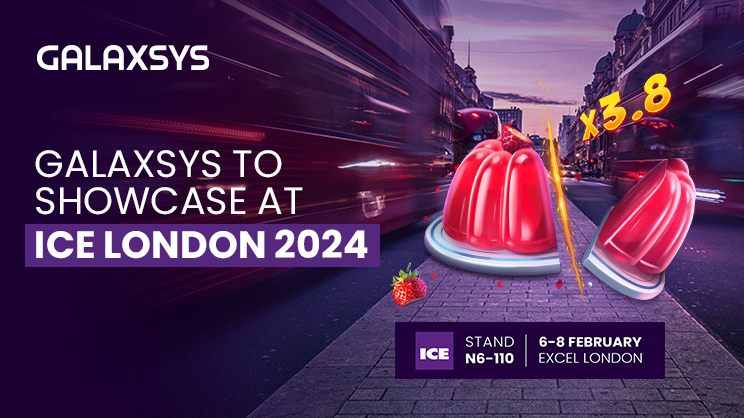 GALAXSYS
GALAXSYS TO
SHOWCASE AT
ICE LONDON 2024
x3.8
ICE
STAND
N6-110
6-8 FEBRUARY
EXCEL LONDON